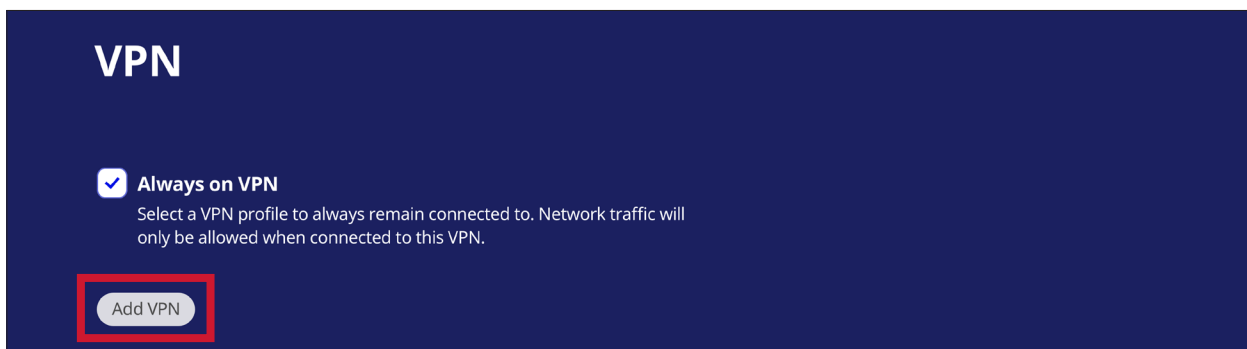 VPN
Always on VPN
Select a VPN profile to always remain connected to. Network traffic will
only be allowed when connected to this VPN.
Add VPN